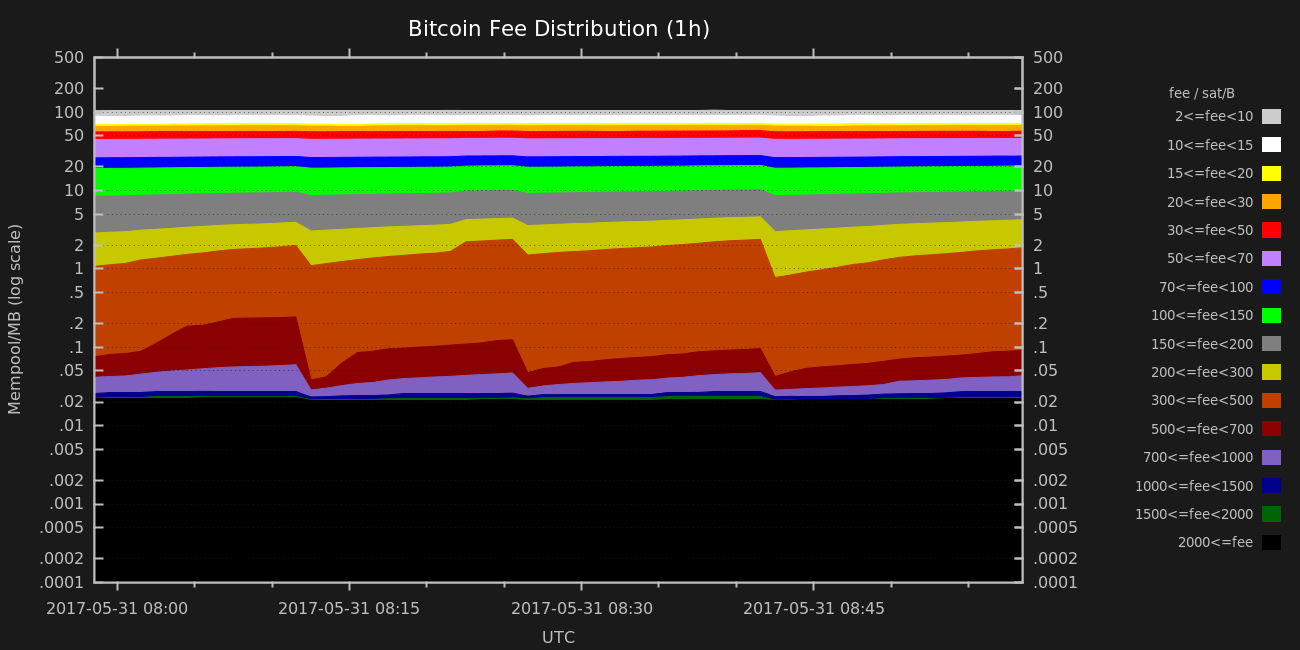 Bitcoin Fee Distribution (1h)
500
200
100
50
20
10
5
2
1
.5
.2
.1
.05
.02
.01
.005
.002
.001
.0005
.0002
.0001
Mempool/MB (log scale)
500
200
100
50
20
10
5
2
1
.5
.2
.1
.05
.02
.01
.005
.002
.001
.0005
.0002
.0001
2017-05-31 08:00 2017-05-31 08:15 2017-05-31 08:30 2017-05-31 08:45
UTC
fee / sat/B
2<=fee<10
10<=fee<15
15<=fee<20
20<=fee<30
30<=fee<50
50<=fee<70
70<=fee<100
100<=fee<150
150<=fee<200
200<=fee<300
300<=fee<500
500<=fee<700
700<=fee<1000
1000<=fee<1500
1500<=fee<2000
2000<=fee